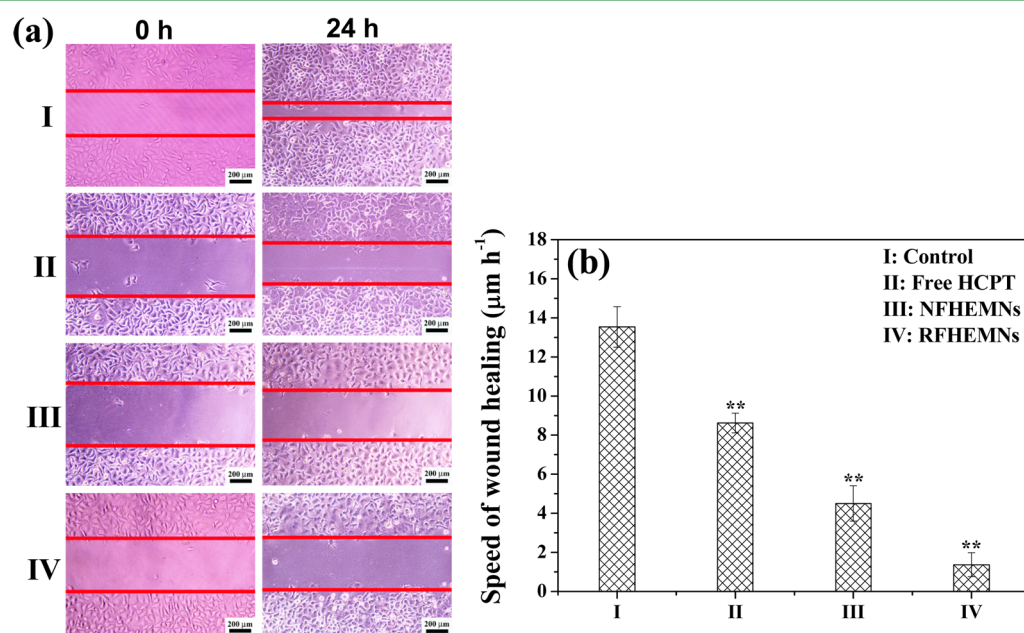 (a)
0 h
24 h
I
200 μm
200 μm
II
200 μm
200 μm
III
200 μm
200 μm
IV
200 μm
200 μm
(b)
I: Control
II: Free HCPT
III: NFHEMNs
IV: RFHEMNs
Speed of wound healing (μm h⁻¹)
18
16
14
12
10
8
6
4
2
0
**
**
**
I
II
III
IV